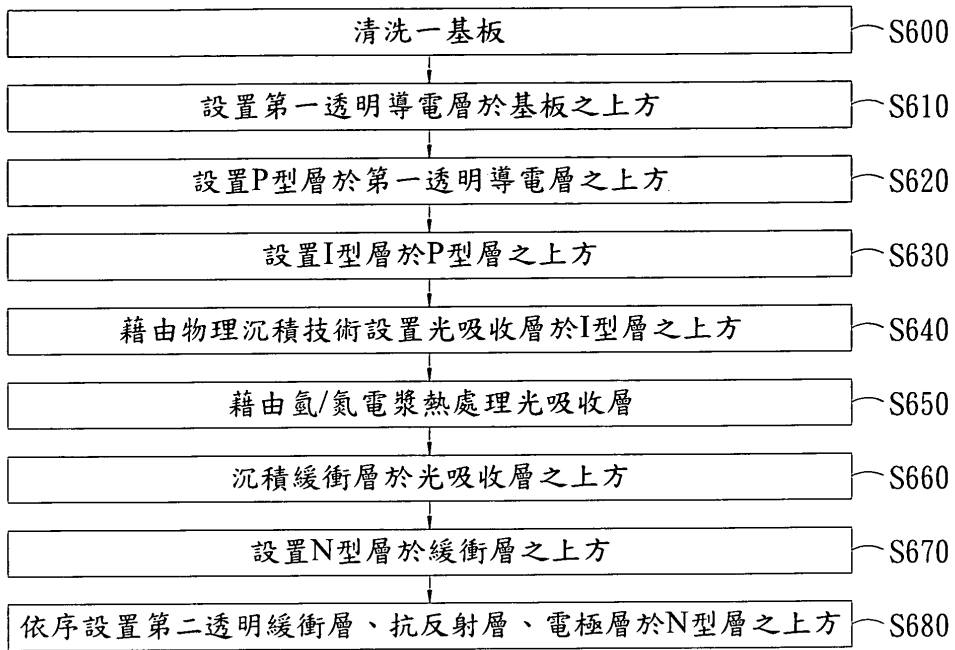 清洗一基板 S600
設置第一透明導電層於基板之上方 S610
設置P型層於第一透明導電層之上方 S620
設置I型層於P型層之上方 S630
藉由物理沉積技術設置光吸收層於I型層之上方 S640
藉由氫/氮電漿熱處理光吸收層 S650
沉積緩衝層於光吸收層之上方 S660
設置N型層於緩衝層之上方 S670
依序設置第二透明緩衝層、抗反射層、電極層於N型層之上方 S680